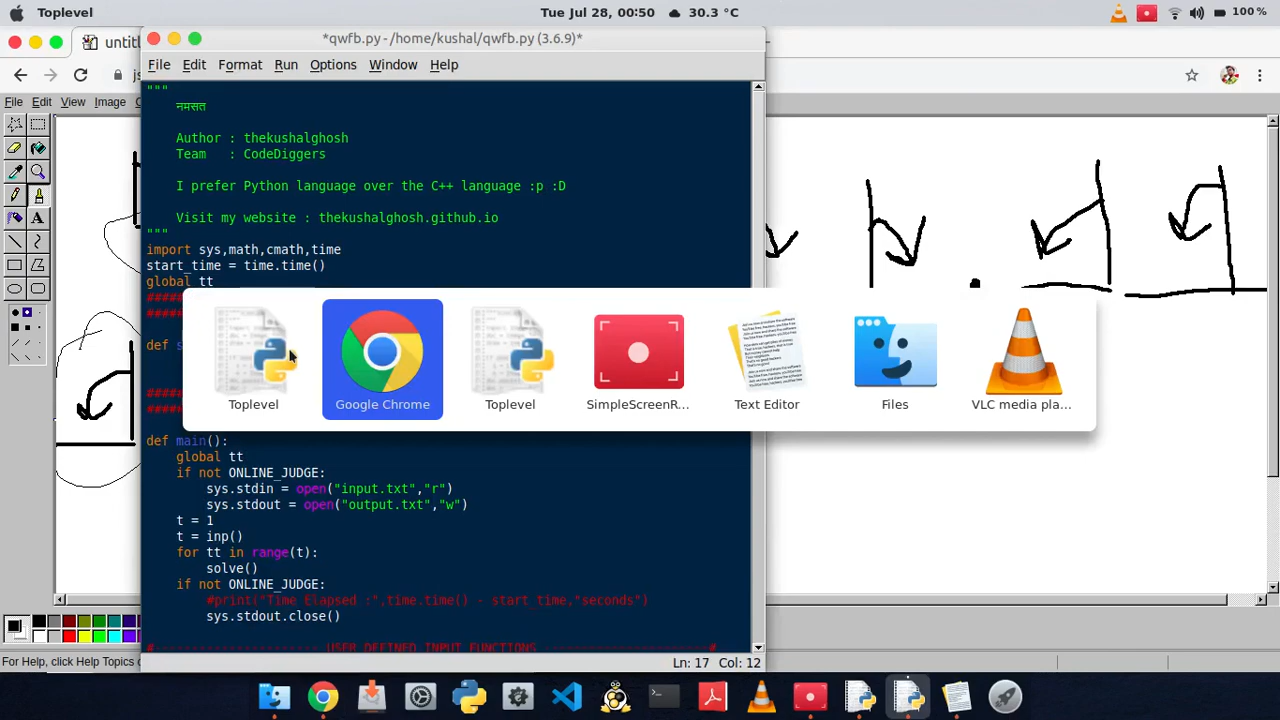 Toplevel
Tue Jul 28, 00:50
30.3 °C
100 %
*qwfb.py - /home/kushal/qwfb.py (3.6.9)*
File Edit Format Run Options Window Help
File Edit View Image
"""
नमसत
Author : thekushalghosh
Team : CodeDiggers
I prefer Python language over the C++ language :p :D
Visit my website : thekushalghosh.github.io
"""
import sys,math,cmath,time
start_time = time.time()
global tt
Toplevel
Google Chrome
Toplevel
SimpleScreenR...
Text Editor
Files
VLC media pla...
def main():
global tt
if not ONLINE_JUDGE:
sys.stdin = open("input.txt","r")
sys.stdout = open("output.txt","w")
t = 1
t = inp()
for tt in range(t):
solve()
if not ONLINE_JUDGE:
#print("Time Elapsed :",time.time() - start_time,"seconds")
sys.stdout.close()
USER DEFINED INPUT FUNCTIONS
Ln: 17 Col: 12
For Help, click Help Topics